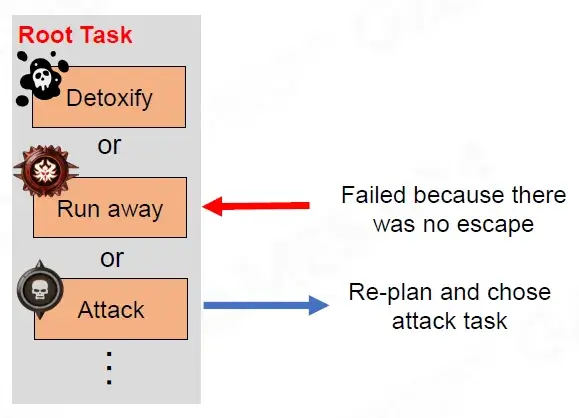 Root Task
Detoxify
or
Run away
Failed because there
was no escape
or
Attack
Re-plan and chose
attack task